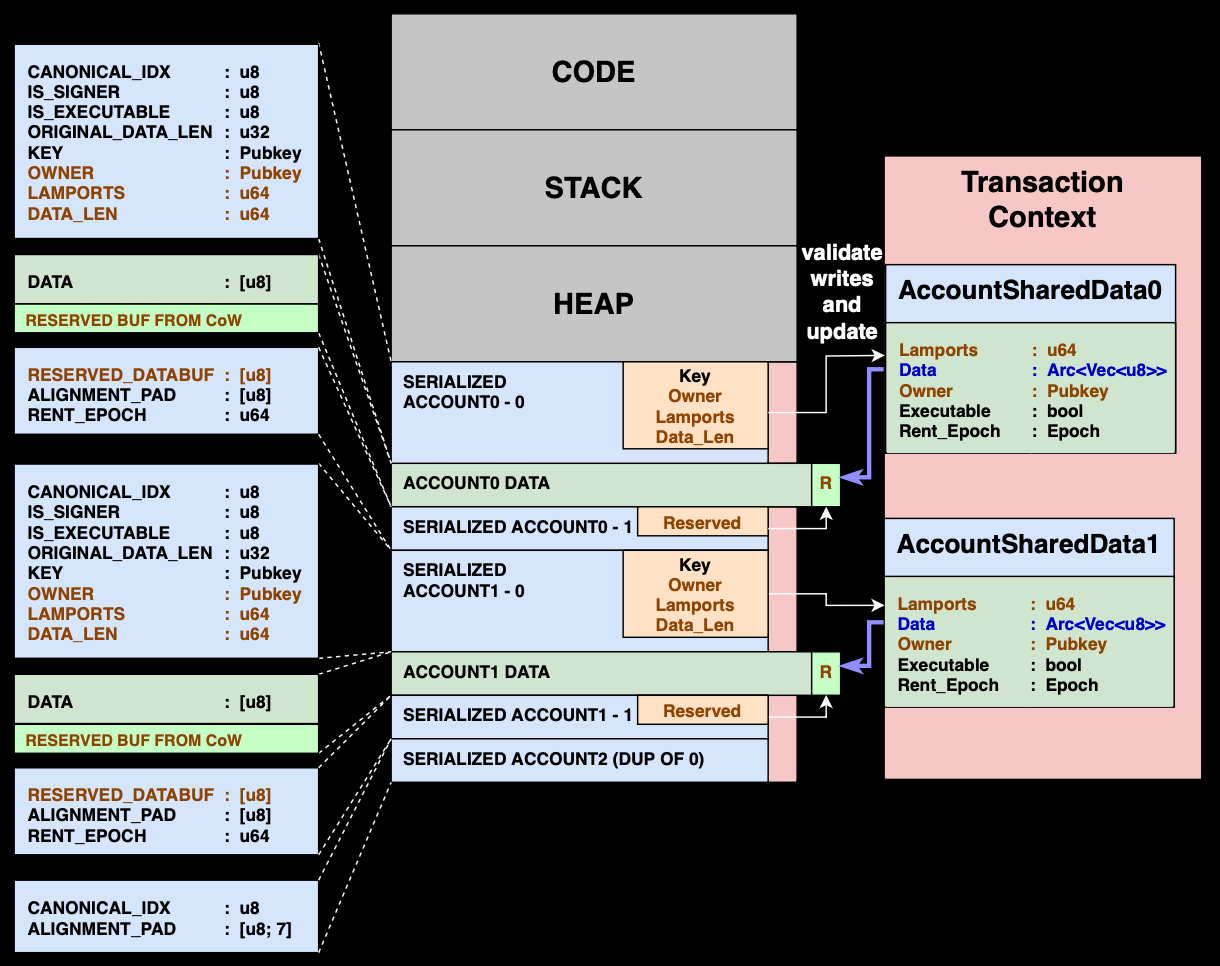 CANONICAL_IDX : u8
IS_SIGNER : u8
IS_EXECUTABLE : u8
ORIGINAL_DATA_LEN : u32
KEY : Pubkey
OWNER : Pubkey
LAMPORTS : u64
DATA_LEN : u64
DATA : [u8]
RESERVED BUF FROM CoW
RESERVED_DATABUF : [u8]
ALIGNMENT_PAD : [u8]
RENT_EPOCH : u64
CANONICAL_IDX : u8
IS_SIGNER : u8
IS_EXECUTABLE : u8
ORIGINAL_DATA_LEN : u32
KEY : Pubkey
OWNER : Pubkey
LAMPORTS : u64
DATA_LEN : u64
DATA : [u8]
RESERVED BUF FROM CoW
RESERVED_DATABUF : [u8]
ALIGNMENT_PAD : [u8]
RENT_EPOCH : u64
CANONICAL_IDX : u8
ALIGNMENT_PAD : [u8; 7]
CODE
STACK
HEAP
SERIALIZED
ACCOUNT0 - 0
Key
Owner
Lamports
Data_Len
ACCOUNT0 DATA
R
SERIALIZED ACCOUNT0 - 1
Reserved
SERIALIZED
ACCOUNT1 - 0
Key
Owner
Lamports
Data_Len
ACCOUNT1 DATA
R
SERIALIZED ACCOUNT1 - 1
Reserved
SERIALIZED ACCOUNT2 (DUP OF 0)
validate
writes
and
update
Transaction
Context
AccountSharedData0
Lamports : u64
Data : Arc<Vec<u8>>
Owner : Pubkey
Executable : bool
Rent_Epoch : Epoch
AccountSharedData1
Lamports : u64
Data : Arc<Vec<u8>>
Owner : Pubkey
Executable : bool
Rent_Epoch : Epoch